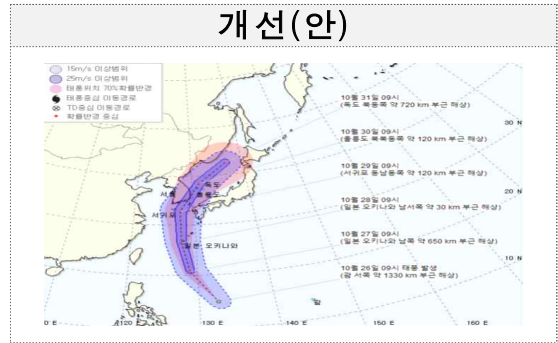 개선(안)
15m/s 이상범위
25m/s 이상범위
태풍위치 70%확률반경
태풍중심 이동경로
TD중심 이동경로
확률반경 중심
10월 31일 09시
(독도 북동쪽 약 720 km 부근 해상)
10월 30일 09시
(울릉도 북북동쪽 약 120 km 부근 해상)
10월 29일 09시
(서귀포 동남동쪽 약 120 km 부근 해상)
10월 28일 09시
(일본 오키나와 남서쪽 약 30 km 부근 해상)
10월 27일 09시
(일본 오키나와 남쪽 약 650 km 부근 해상)
10월 26일 09시 태풍 발생
(괌 서쪽 약 1330 km 부근 해상)
30 N
20 N
10 N
서울
독도
울릉도
서귀포
일본 오키나와
괌
0 E
120 E
130 E
140 E
150 E
160 E